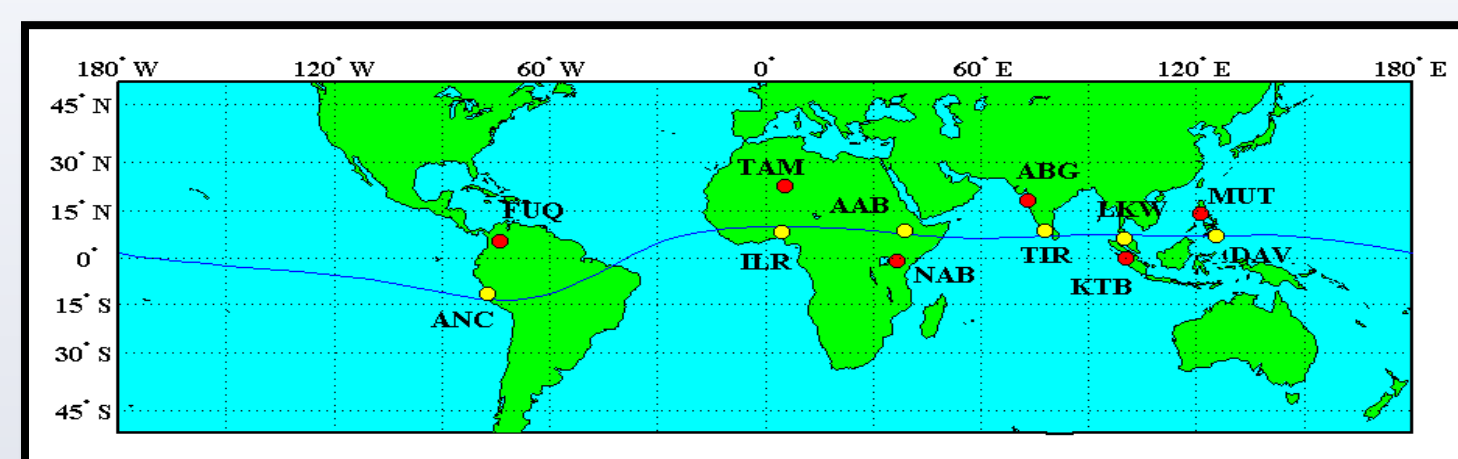 180° W 120° W 60° W 0° 60° E 120° E 180° E
45° N
30° N
TAM
ABG
MUT
15° N
FUQ
AAB
LKW
0°
ILR
NAB
TIR
DAV
KTB
15° S
ANC
30° S
45° S